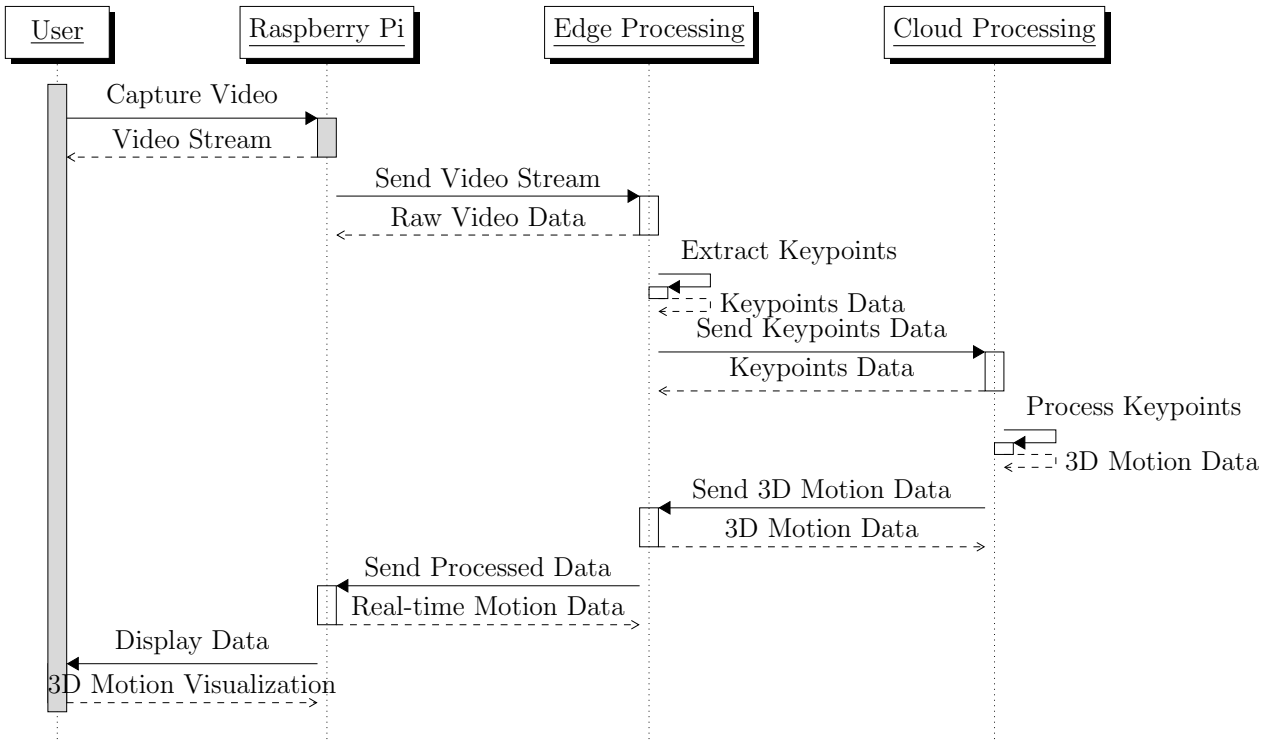 User
Raspberry Pi
Edge Processing
Cloud Processing
Capture Video
Video Stream
Send Video Stream
Raw Video Data
Extract Keypoints
Keypoints Data
Send Keypoints Data
Keypoints Data
Process Keypoints
3D Motion Data
Send 3D Motion Data
3D Motion Data
Send Processed Data
Real-time Motion Data
Display Data
3D Motion Visualization